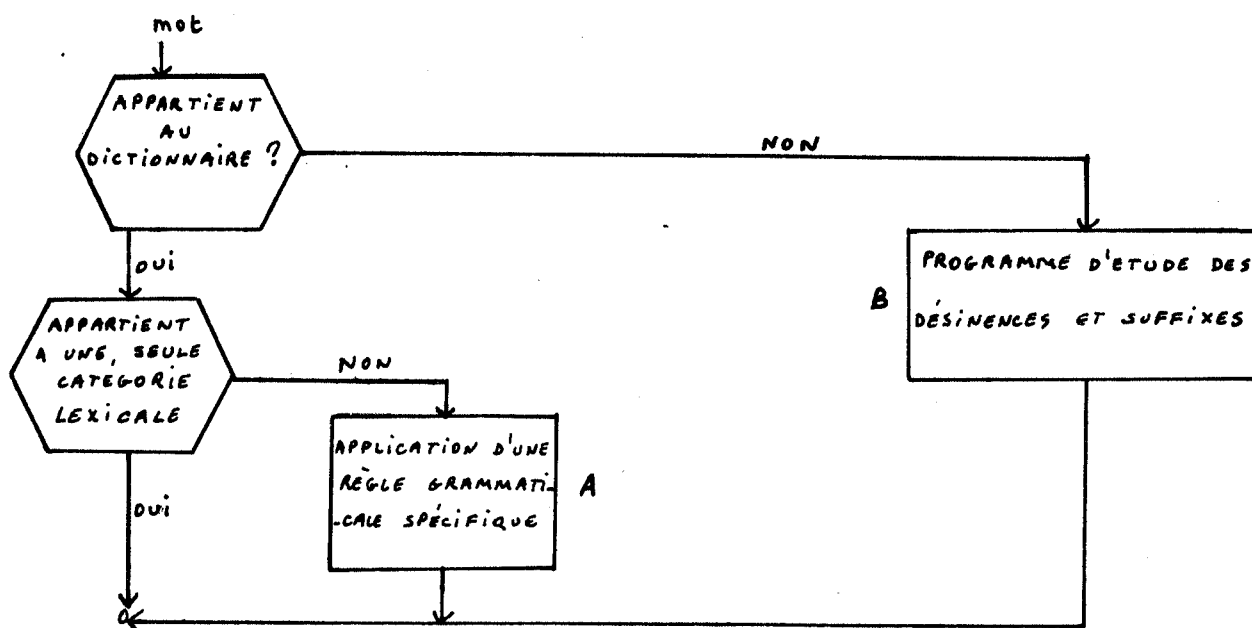 mot
APPARTIENT
AU
DICTIONNAIRE ?
NON
OUI
PROGRAMME D'ETUDE DES
B
DÉSINENCES ET SUFFIXES
APPARTIENT
A UNE, SEULE
CATÉGORIE
LEXICALE
NON
APPLICATION D'UNE
RÈGLE GRAMMATI-
-CALE SPÉCIFIQUE
A
OUI